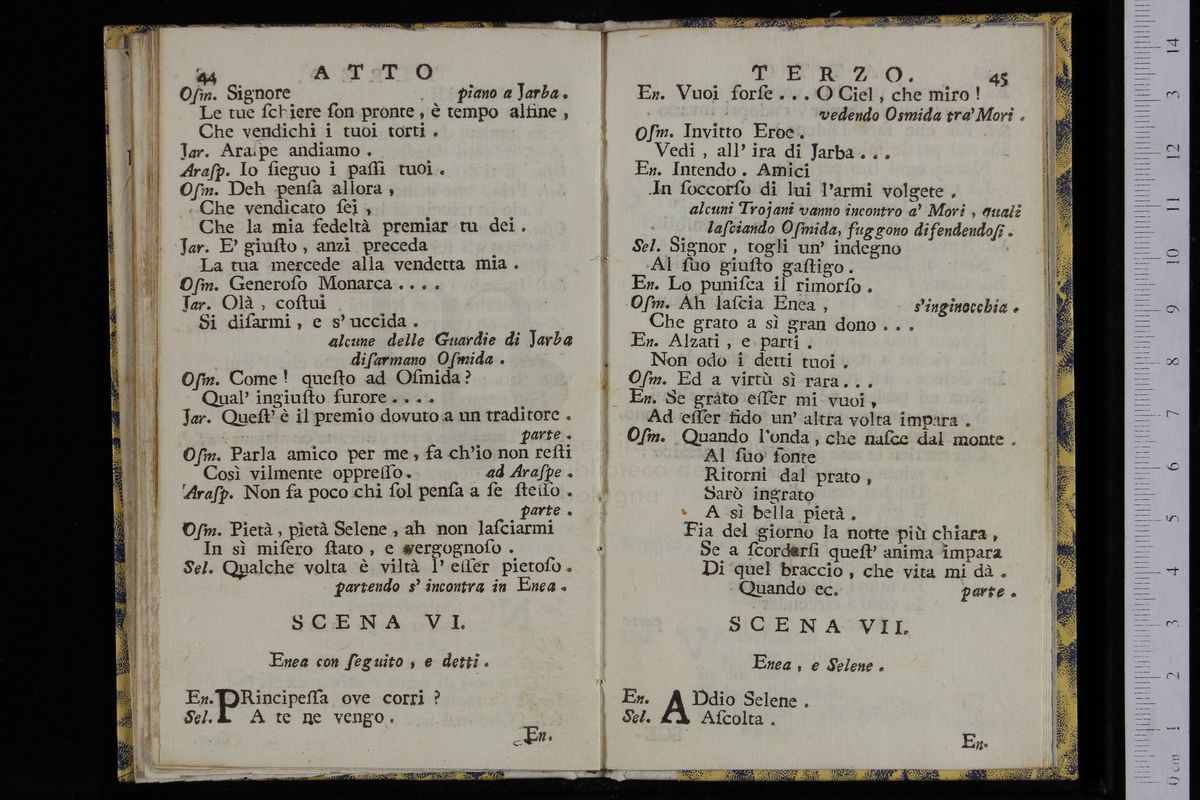 44 ATTO
Oſm. Signore piano a Jarba.
Le tue ſchiere ſon pronte, è tempo alfine,
Che vendichi i tuoi torti.
Jar. Araſpe andiamo.
Araſp. Io ſieguo i paſſi tuoi.
Oſm. Deh penſa allora,
Che vendicato ſei,
Che la mia fedeltà premiar tu dei.
Jar. E' giuſto, anzi preceda
La tua mercede alla vendetta mia.
Oſm. Generoſo Monarca....
Jar. Olà, coſtui
Si diſarmi, e s'uccida.
alcune delle Guardie di Jarba
diſarmano Oſmida.
Oſm. Come! queſto ad Oſmida?
Qual' ingiuſto furore....
Jar. Queſt' è il premio dovuto a un traditore.
parte.
Oſm. Parla amico per me, fa ch'io non reſti
Così vilmente oppreſſo. ad Araſpe.
Araſp. Non fa poco chi ſol penſa a ſe ſteſſo.
parte.
Oſm. Pietà, pietà Selene, ah non laſciarmi
In sì miſero ſtato, e vergognoſo.
Sel. Qualche volta è viltà l' eſſer pietoſo.
partendo s' incontra in Enea.
SCENA VI.
Enea con ſeguito, e detti.
En. PRincipeſſa ove corri?
Sel. A te ne vengo.
En.
TERZO. 45
En. Vuoi forſe... O Ciel, che miro!
vedendo Osmida tra' Mori.
Oſm. Invitto Eroe.
Vedi, all' ira di Jarba...
En. Intendo. Amici
In ſoccorſo di lui l'armi volgete.
alcuni Trojani vanno incontro a' Mori, quali
laſciando Oſmida, fuggono difendendoſi.
Sel. Signor, togli un' indegno
Al ſuo giuſto gaſtigo.
En. Lo puniſca il rimorſo.
Oſm. Ah laſcia Enea, s'inginocchia.
Che grato a sì gran dono...
En. Alzati, e parti.
Non odo i detti tuoi.
Oſm. Ed a virtù sì rara...
En. Se grato eſſer mi vuoi,
Ad eſſer fido un' altra volta impara.
Oſm. Quando l'onda, che naſce dal monte.
Al ſuo fonte
Ritorni dal prato,
Sarò ingrato
A sì bella pietà.
Fia del giorno la notte più chiara,
Se a ſcordarſi queſt' anima impara
Di quel braccio, che vita mi dà.
Quando ec. parte.
SCENA VII.
Enea, e Selene.
En. ADdio Selene.
Sel. Aſcolta.
En.